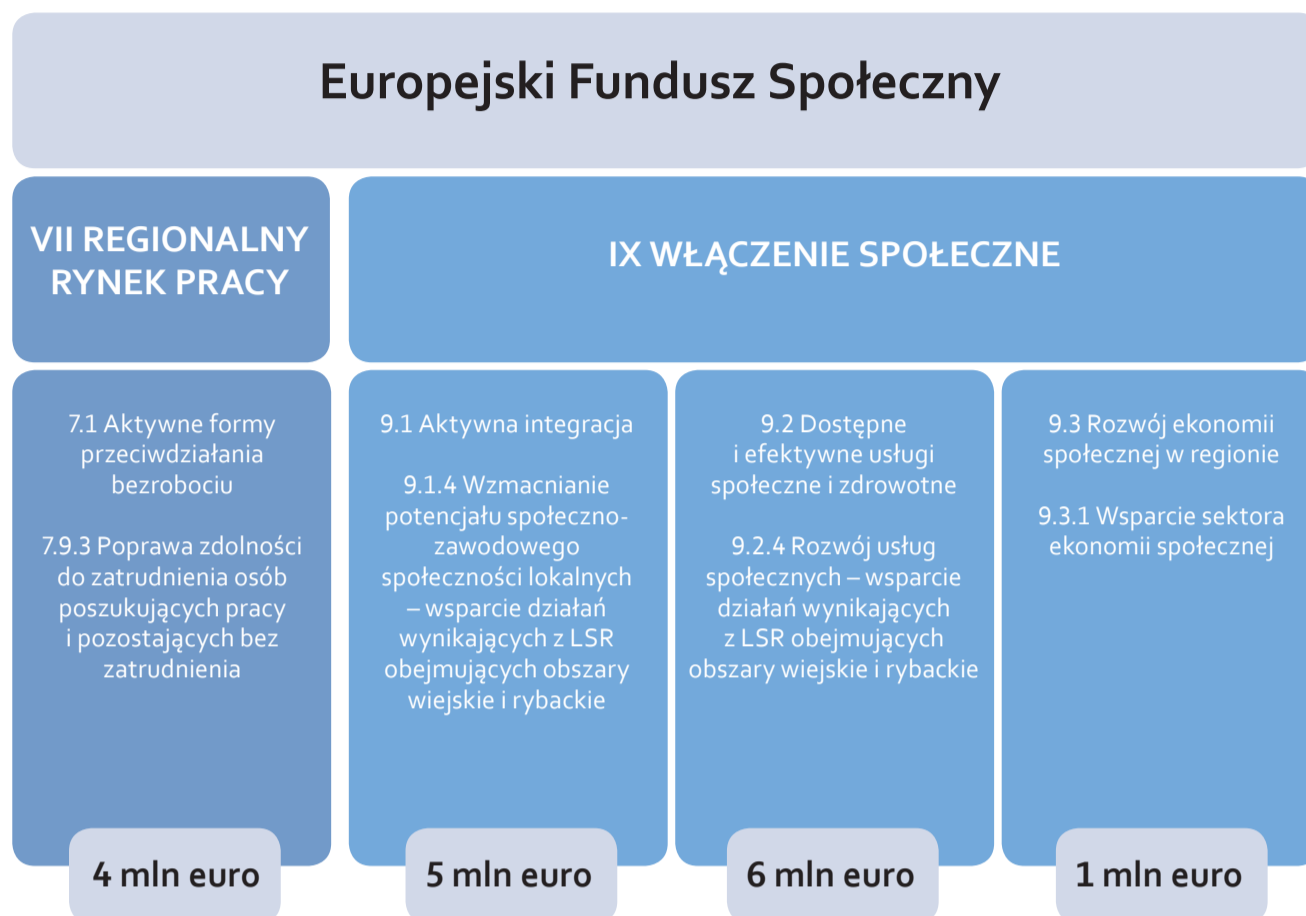 Europejski Fundusz Społeczny
VII REGIONALNY
RYNEK PRACY
IX WŁĄCZENIE SPOŁECZNE
7.1 Aktywne formy
przeciwdziałania
bezrobociu
7.9.3 Poprawa zdolności
do zatrudnienia osób
poszukujących pracy
i pozostających bez
zatrudnienia
4 mln euro
9.1 Aktywna integracja
9.1.4 Wzmacnianie
potencjału społeczno-
zawodowego
społeczności lokalnych
– wsparcie działań
wynikających z LSR
obejmujących obszary
wiejskie i rybackie
5 mln euro
9.2 Dostępne
i efektywne usługi
społeczne i zdrowotne
9.2.4 Rozwój usług
społecznych – wsparcie
działań wynikających
z LSR obejmujących
obszary wiejskie i rybackie
6 mln euro
9.3 Rozwój ekonomii
społecznej w regionie
9.3.1 Wsparcie sektora
ekonomii społecznej
1 mln euro